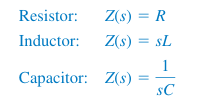 Resistor: Z(s) = R
Inductor: Z(s) = sL
Capacitor: Z(s) = 1/sC